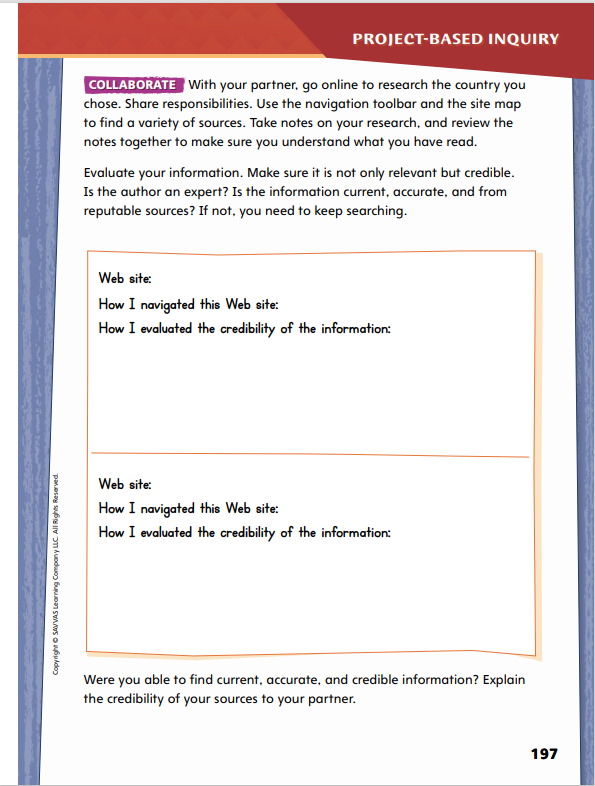 PROJECT-BASED INQUIRY
COLLABORATE With your partner, go online to research the country you
chose. Share responsibilities. Use the navigation toolbar and the site map
to find a variety of sources. Take notes on your research, and review the
notes together to make sure you understand what you have read.
Evaluate your information. Make sure it is not only relevant but credible.
Is the author an expert? Is the information current, accurate, and from
reputable sources? If not, you need to keep searching.
Web site:
How I navigated this Web site:
How I evaluated the credibility of the information:
Web site:
How I navigated this Web site:
How I evaluated the credibility of the information:
Copyright © SAVVAS Learning Company LLC. All Rights Reserved.
Were you able to find current, accurate, and credible information? Explain
the credibility of your sources to your partner.
197